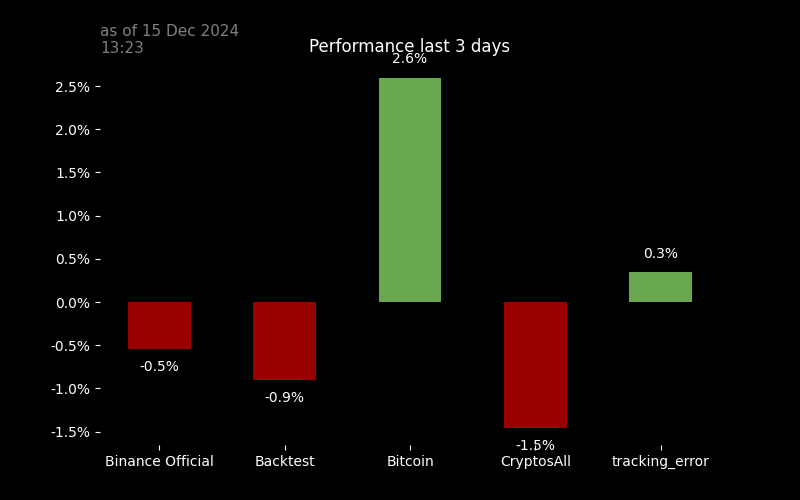 as of 15 Dec 2024
13:23
Performance last 3 days
2.6%
2.5%
2.0%
1.5%
1.0%
0.5%
0.3%
0.0%
-0.5%
-0.5%
-0.9%
-1.0%
-1.5%
-1.5%
Binance Official
Backtest
Bitcoin
CryptosAll
tracking_error